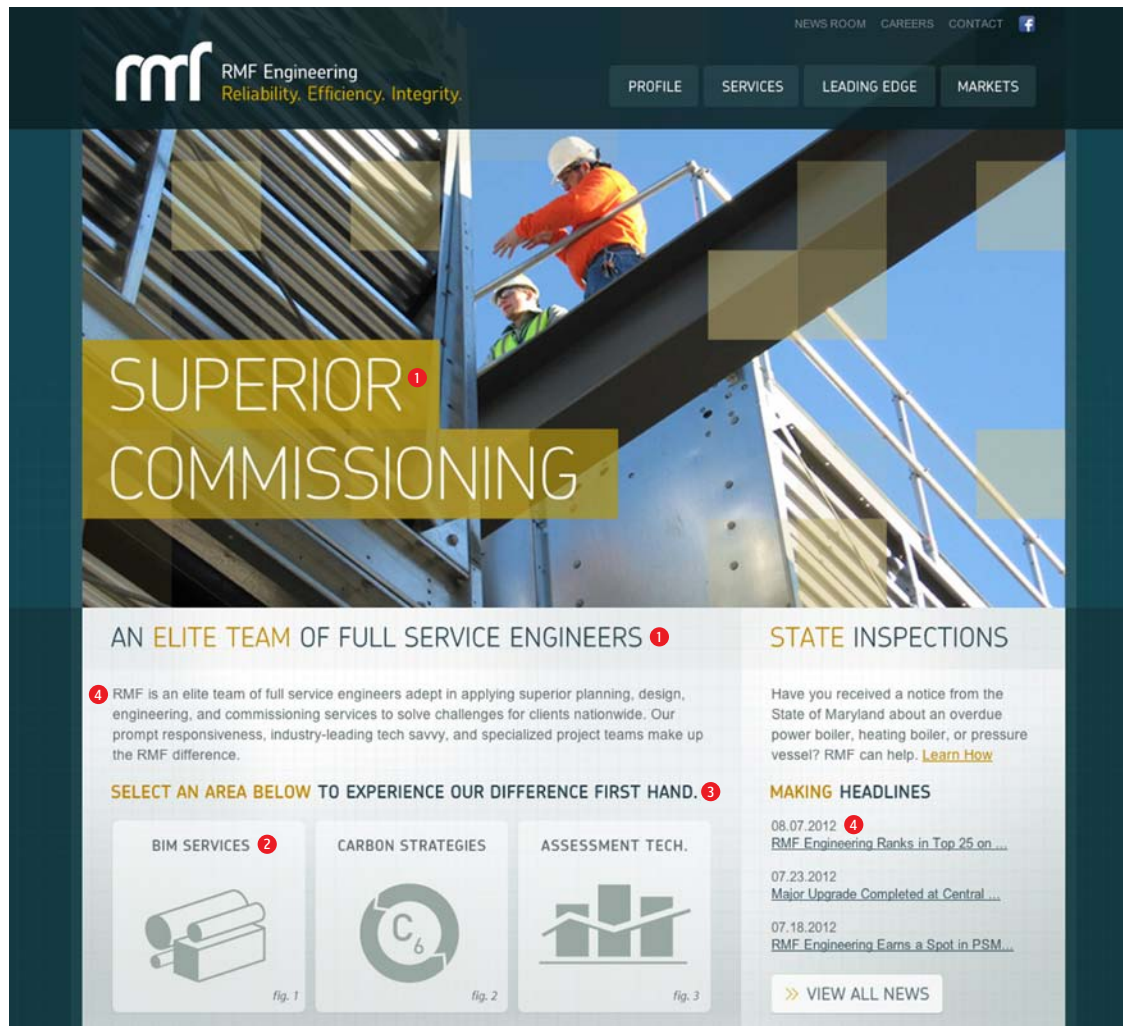 NEWS ROOM CAREERS CONTACT f
rmf
RMF Engineering
Reliability. Efficiency. Integrity.
PROFILE SERVICES LEADING EDGE MARKETS
SUPERIOR 1
COMMISSIONING
AN ELITE TEAM OF FULL SERVICE ENGINEERS 1
4 RMF is an elite team of full service engineers adept in applying superior planning, design,
engineering, and commissioning services to solve challenges for clients nationwide. Our
prompt responsiveness, industry-leading tech savvy, and specialized project teams make up
the RMF difference.
SELECT AN AREA BELOW TO EXPERIENCE OUR DIFFERENCE FIRST HAND. 3
BIM SERVICES 2
fig. 1
CARBON STRATEGIES
C6
fig. 2
ASSESSMENT TECH.
fig. 3
STATE INSPECTIONS
Have you received a notice from the
State of Maryland about an overdue
power boiler, heating boiler, or pressure
vessel? RMF can help. Learn How
MAKING HEADLINES
08.07.2012 4
RMF Engineering Ranks in Top 25 on ...
07.23.2012
Major Upgrade Completed at Central ...
07.18.2012
RMF Engineering Earns a Spot in PSM...
» VIEW ALL NEWS